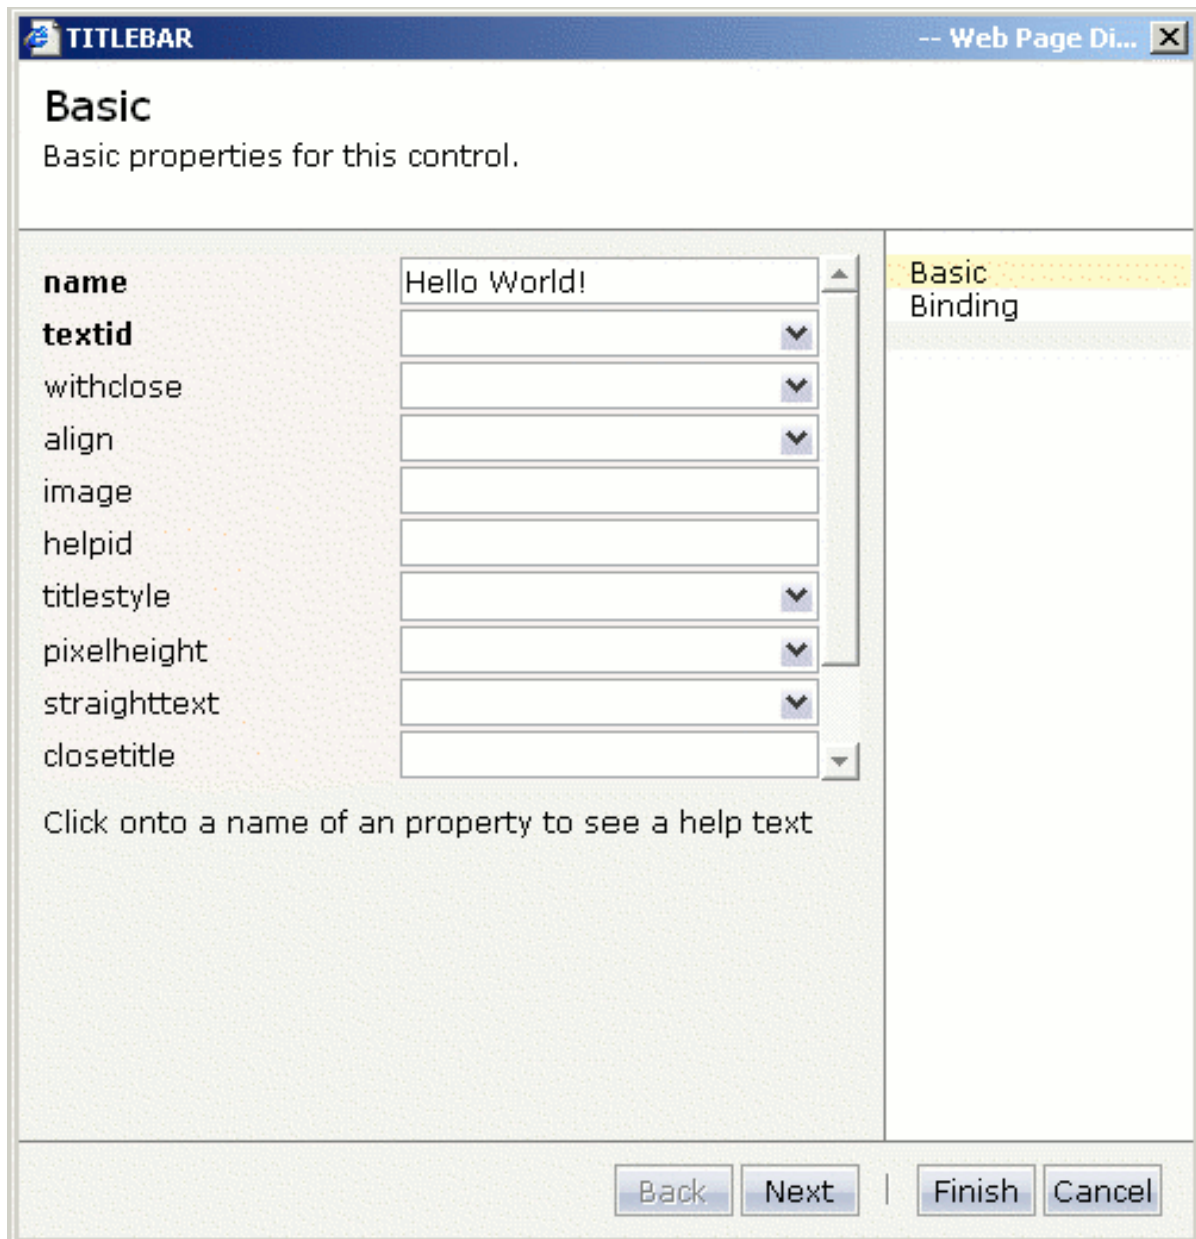 TITLEBAR -- Web Page Di...
Basic
Basic properties for this control.
name Hello World!
textid
withclose
align
image
helpid
titlestyle
pixelheight
straighttext
closetitle
Click onto a name of an property to see a help text
Basic
Binding
Back Next | Finish Cancel